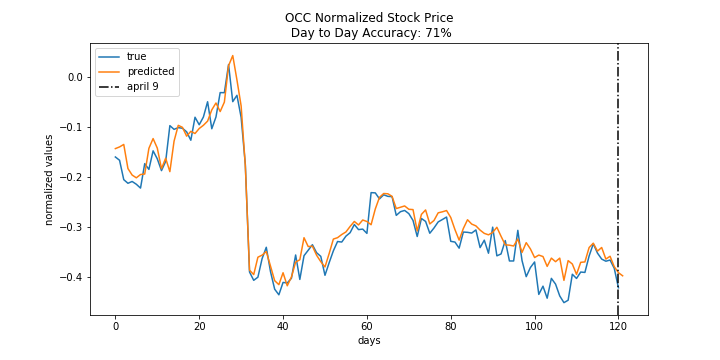 OCC Normalized Stock Price
Day to Day Accuracy: 71%
true
predicted
april 9
normalized values
0.0
−0.1
−0.2
−0.3
−0.4
0
20
40
60
80
100
120
days